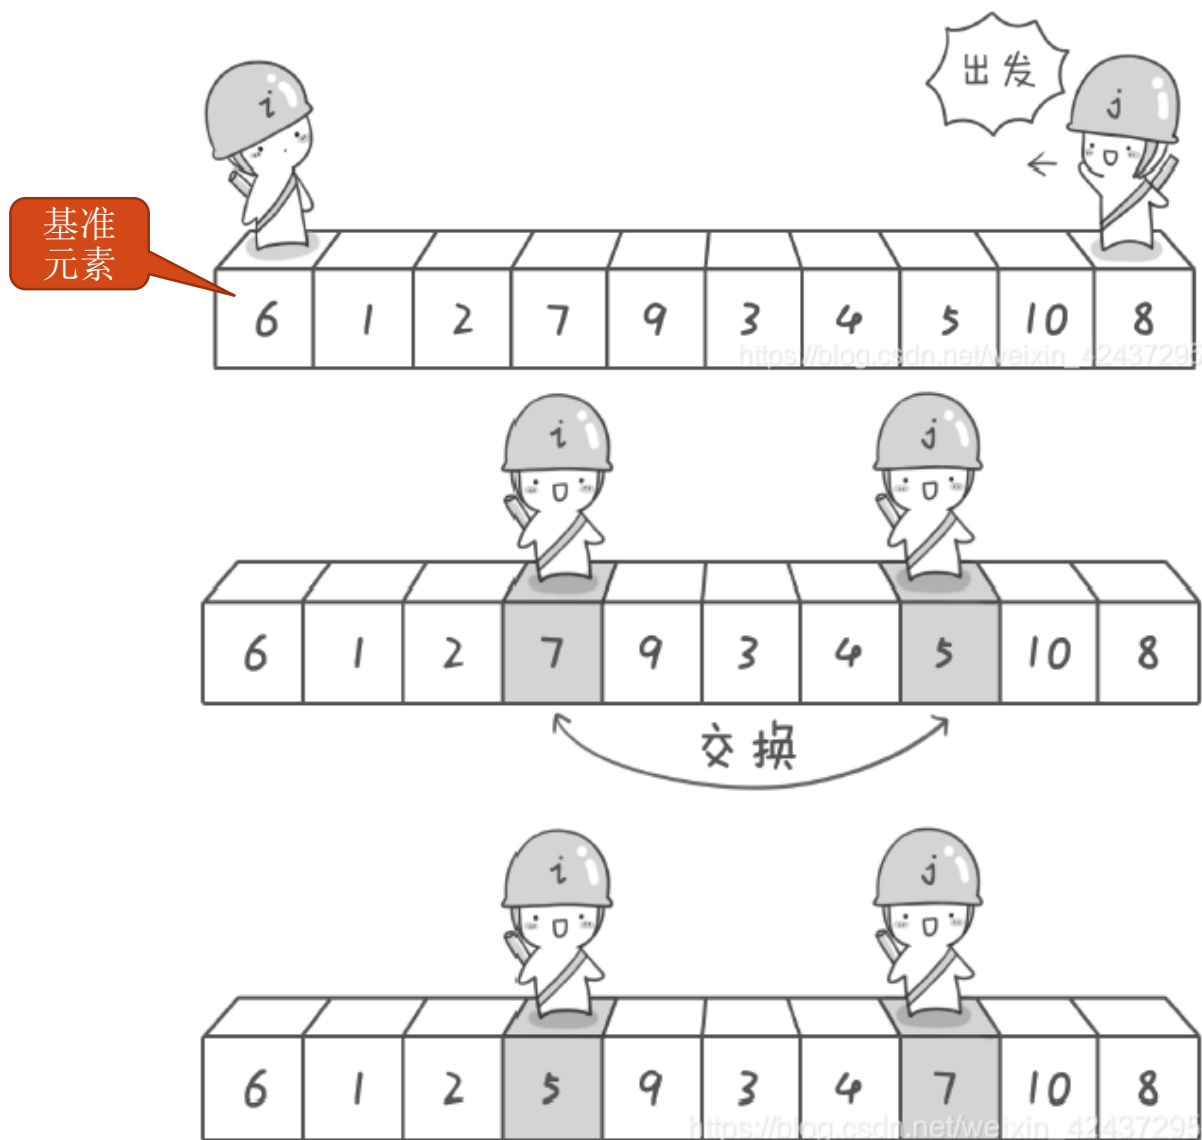 出发
i
j
基准
元素
6 1 2 7 9 3 4 5 10 8
https://blog.csdn.net/weixin_42437295
i
j
6 1 2 7 9 3 4 5 10 8
交换
i
j
6 1 2 5 9 3 4 7 10 8
https://blog.csdn.net/weixin_42437295